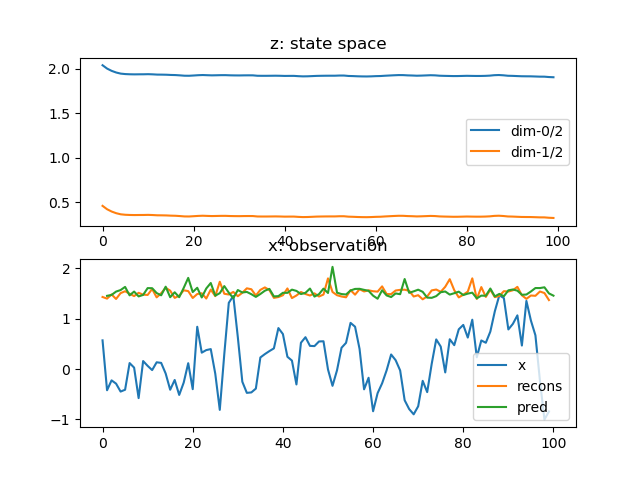 z: state space
2.0
1.5
1.0
0.5
dim-0/2
dim-1/2
0 20 40 60 80 100
x: observation
2
1
0
−1
x
recons
pred
0 20 40 60 80 100